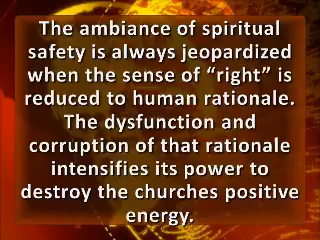 The ambiance of spiritual
safety is always jeopardized
when the sense of “right” is
reduced to human rationale.
The dysfunction and
corruption of that rationale
intensifies its power to
destroy the churches positive
energy.